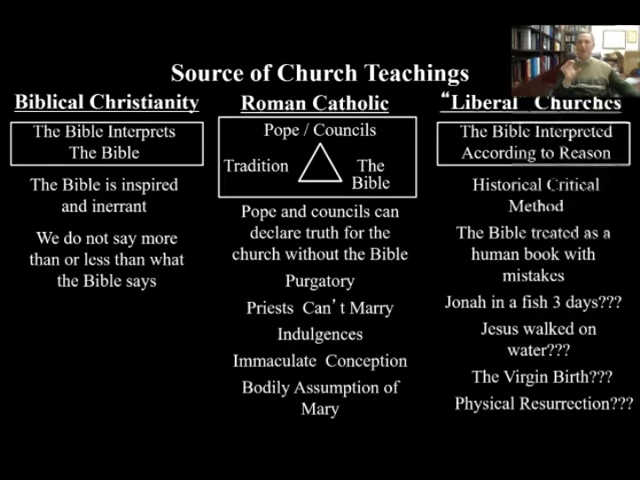 Source of Church Teachings
Biblical Christianity
The Bible Interprets
The Bible
The Bible is inspired
and inerrant
We do not say more
than or less than what
the Bible says
Roman Catholic
Pope / Councils
Tradition
The
Bible
Pope and councils can
declare truth for the
church without the Bible
Purgatory
Priests Can't Marry
Indulgences
Immaculate Conception
Bodily Assumption of
Mary
“Liberal Churches
The Bible Interpreted
According to Reason
Historical Critical
Method
The Bible treated as a
human book with
mistakes
Jonah in a fish 3 days???
Jesus walked on
water???
The Virgin Birth???
Physical Resurrection???